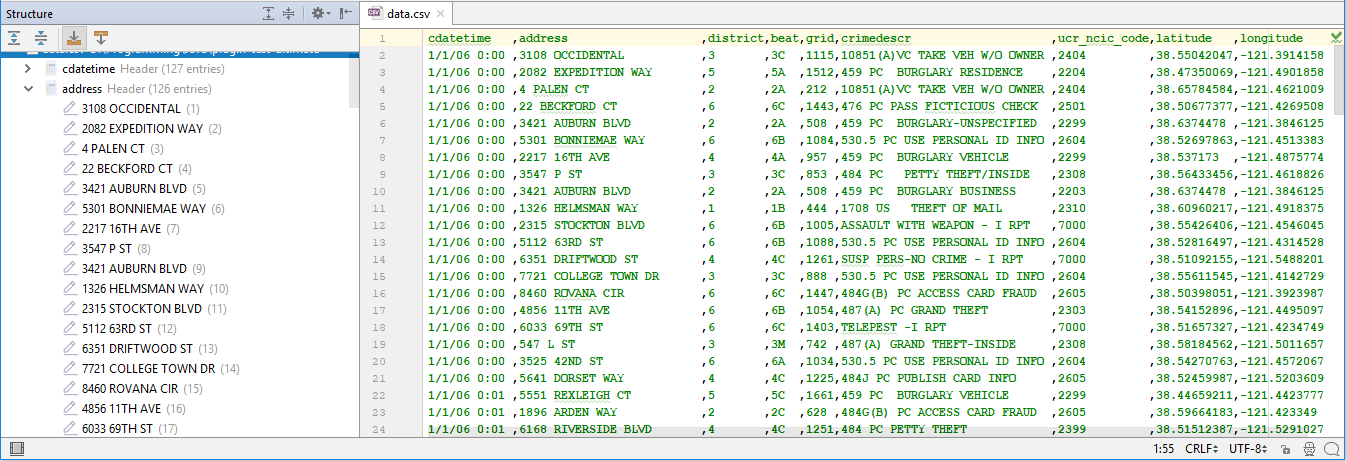 Structure
data.csv
cdatetime Header (127 entries)
address Header (126 entries)
3108 OCCIDENTAL (1)
2082 EXPEDITION WAY (2)
4 PALEN CT (3)
22 BECKFORD CT (4)
3421 AUBURN BLVD (5)
5301 BONNIEMAE WAY (6)
2217 16TH AVE (7)
3547 P ST (8)
3421 AUBURN BLVD (9)
1326 HELMSMAN WAY (10)
2315 STOCKTON BLVD (11)
5112 63RD ST (12)
6351 DRIFTWOOD ST (13)
7721 COLLEGE TOWN DR (14)
8460 ROVANA CIR (15)
4856 11TH AVE (16)
6033 69TH ST (17)
1 cdatetime ,address ,district,beat,grid,crimedescr ,ucr_ncic_code,latitude ,longitude
2 1/1/06 0:00 ,3108 OCCIDENTAL ,3 ,3C ,1115,10851(A)VC TAKE VEH W/O OWNER ,2404 ,38.55042047,-121.3914158
3 1/1/06 0:00 ,2082 EXPEDITION WAY ,5 ,5A ,1512,459 PC BURGLARY RESIDENCE ,2204 ,38.47350069,-121.4901858
4 1/1/06 0:00 ,4 PALEN CT ,2 ,2A ,212 ,10851(A)VC TAKE VEH W/O OWNER ,2404 ,38.65784584,-121.4621009
5 1/1/06 0:00 ,22 BECKFORD CT ,6 ,6C ,1443,476 PC PASS FICTICIOUS CHECK ,2501 ,38.50677377,-121.4269508
6 1/1/06 0:00 ,3421 AUBURN BLVD ,2 ,2A ,508 ,459 PC BURGLARY-UNSPECIFIED ,2299 ,38.6374478 ,-121.3846125
7 1/1/06 0:00 ,5301 BONNIEMAE WAY ,6 ,6B ,1084,530.5 PC USE PERSONAL ID INFO ,2604 ,38.52697863,-121.4513383
8 1/1/06 0:00 ,2217 16TH AVE ,4 ,4A ,957 ,459 PC BURGLARY VEHICLE ,2299 ,38.537173 ,-121.4875774
9 1/1/06 0:00 ,3547 P ST ,3 ,3C ,853 ,484 PC PETTY THEFT/INSIDE ,2308 ,38.56433456,-121.4618826
10 1/1/06 0:00 ,3421 AUBURN BLVD ,2 ,2A ,508 ,459 PC BURGLARY BUSINESS ,2203 ,38.6374478 ,-121.3846125
11 1/1/06 0:00 ,1326 HELMSMAN WAY ,1 ,1B ,444 ,1708 US THEFT OF MAIL ,2310 ,38.60960217,-121.4918375
12 1/1/06 0:00 ,2315 STOCKTON BLVD ,6 ,6B ,1005,ASSAULT WITH WEAPON - I RPT ,7000 ,38.55426406,-121.4546045
13 1/1/06 0:00 ,5112 63RD ST ,6 ,6B ,1088,530.5 PC USE PERSONAL ID INFO ,2604 ,38.52816497,-121.4314528
14 1/1/06 0:00 ,6351 DRIFTWOOD ST ,4 ,4C ,1261,SUSP PERS-NO CRIME - I RPT ,7000 ,38.51092155,-121.5488201
15 1/1/06 0:00 ,7721 COLLEGE TOWN DR ,3 ,3C ,888 ,530.5 PC USE PERSONAL ID INFO ,2604 ,38.55611545,-121.4142729
16 1/1/06 0:00 ,8460 ROVANA CIR ,6 ,6C ,1447,484G(B) PC ACCESS CARD FRAUD ,2605 ,38.50398051,-121.3923987
17 1/1/06 0:00 ,4856 11TH AVE ,6 ,6B ,1054,487(A) PC GRAND THEFT ,2303 ,38.54152896,-121.4495097
18 1/1/06 0:00 ,6033 69TH ST ,6 ,6C ,1403,TELEPEST -I RPT ,7000 ,38.51657327,-121.4234749
19 1/1/06 0:00 ,547 L ST ,3 ,3M ,742 ,487(A) GRAND THEFT-INSIDE ,2308 ,38.58184562,-121.5011657
20 1/1/06 0:00 ,3525 42ND ST ,6 ,6A ,1034,530.5 PC USE PERSONAL ID INFO ,2604 ,38.54270763,-121.4572067
21 1/1/06 0:00 ,5641 DORSET WAY ,4 ,4C ,1225,484J PC PUBLISH CARD INFO ,2605 ,38.52459987,-121.5203609
22 1/1/06 0:01 ,5551 REXLEIGH CT ,5 ,5C ,1661,459 PC BURGLARY VEHICLE ,2299 ,38.44659211,-121.4423777
23 1/1/06 0:01 ,1896 ARDEN WAY ,2 ,2C ,628 ,484G(B) PC ACCESS CARD FRAUD ,2605 ,38.59664183,-121.423349
24 1/1/06 0:01 ,6168 RIVERSIDE BLVD ,4 ,4C ,1251,484 PC PETTY THEFT ,2399 ,38.51512387,-121.5291027
1:55 CRLF UTF-8